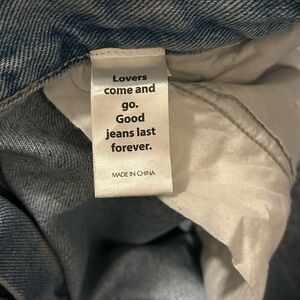 Lovers
come and
go.
Good
jeans last
forever.
MADE IN CHINA